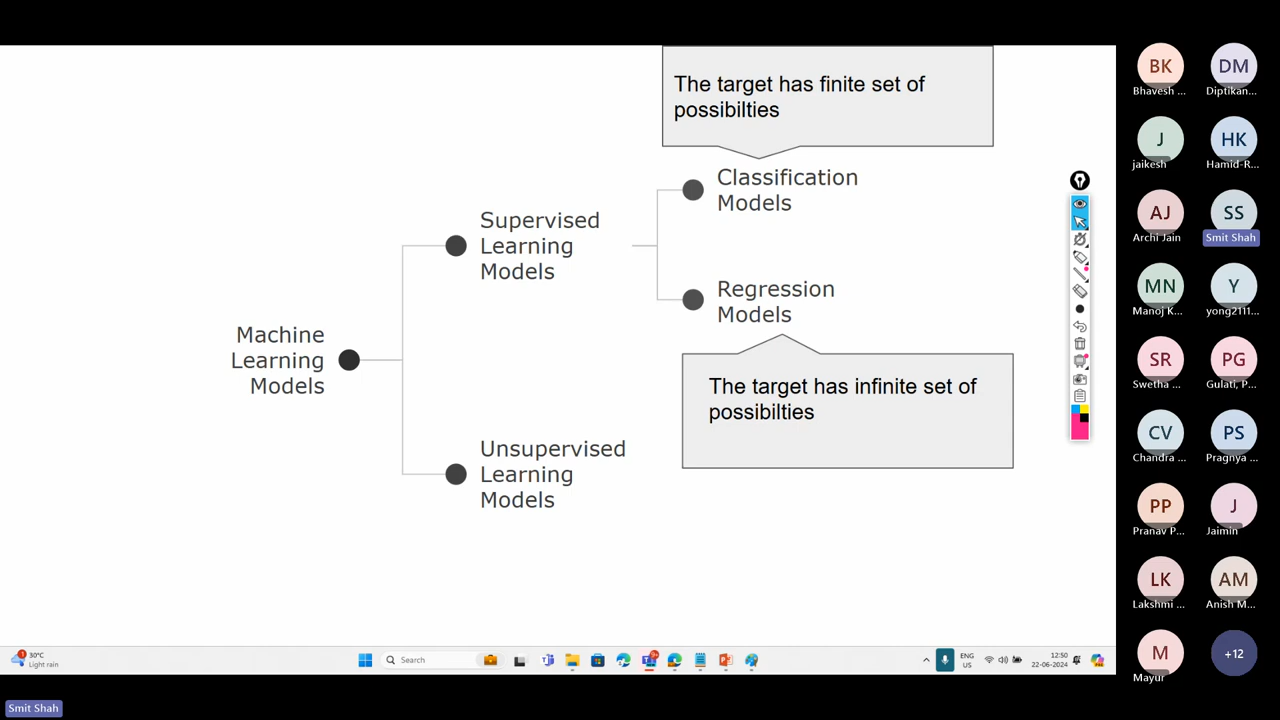 The target has finite set of
possibilties
Classification
Models
Supervised
Learning
Models
Regression
Models
Machine
Learning
Models
The target has infinite set of
possibilties
Unsupervised
Learning
Models
BK
Bhavesh ...
DM
Diptikan...
J
jaikesh
HK
Hamid-R...
AJ
Archi Jain
SS
Smit Shah
MN
Manoj K...
Y
yong2111...
SR
Swetha ...
PG
Gulati, P...
CV
Chandra ...
PS
Pragnya ...
PP
Pranav P...
J
Jaimin
LK
Lakshmi ...
AM
Anish M...
M
Mayur
+12
1
30°C
Light rain
Search
ENG
US
12:50
22-06-2024
Smit Shah